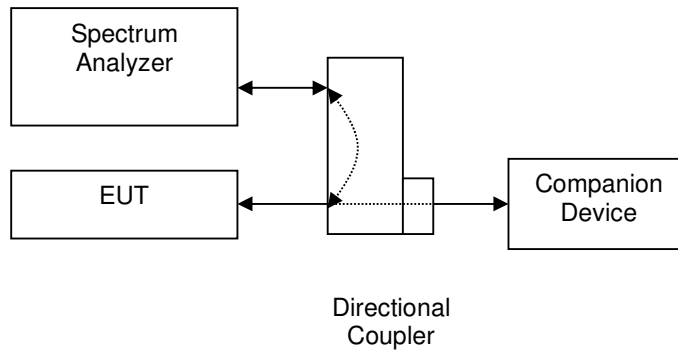 Spectrum
Analyzer
EUT
Companion
Device
Directional
Coupler